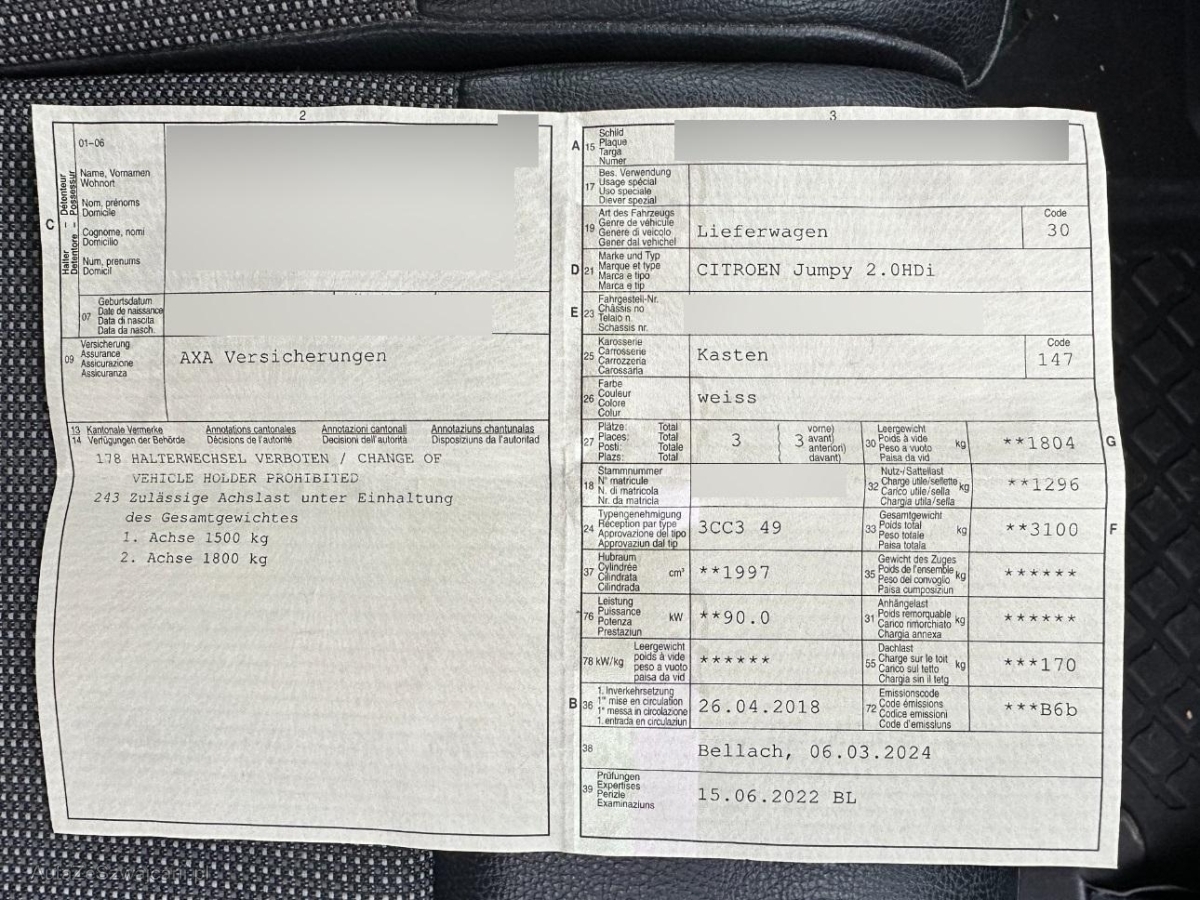 2
01-06
Halter - Détenteur
Detentore - Possessur
C
Name, Vornamen
Wohnort
Nom, prénoms
Domicile
Cognome, nomi
Domicilio
Num, prenums
Domicil
07
Geburtsdatum
Date de naissance
Data di nascita
Data da nasch.
09
Versicherung
Assurance
Assicurazione
Assicuranza
AXA Versicherungen
13 Kantonale Vermerke Annotations cantonales Annotazioni cantonali Annotaziuns chantunalas
14 Verfügungen der Behörde Décisions de l'autorité Decisioni dell'autorità Disposiziuns da l'autoritad
178 HALTERWECHSEL VERBOTEN / CHANGE OF
VEHICLE HOLDER PROHIBITED
243 Zulässige Achslast unter Einhaltung
des Gesamtgewichtes
1. Achse 1500 kg
2. Achse 1800 kg
3
A 15
Schild
Plaque
Targa
Numer
17
Bes. Verwendung
Usage spécial
Uso speciale
Diever spezial
19
Art des Fahrzeugs
Genre de véhicule
Genere di veicolo
Gener dal vehichel
Lieferwagen
Code
30
D 21
Marke und Typ
Marque et type
Marca e tipo
Marca e tip
CITROEN Jumpy 2.0HDi
E 23
Fahrgestell-Nr.
Châssis no
Telaio n.
Schassis nr.
25
Karosserie
Carrosserie
Carrozzeria
Carossaria
Kasten
Code
147
26
Farbe
Couleur
Colore
Colur
weiss
27
Plätze: Total
Places: Total
Posti: Totale
Plazs: Total
3
( 3
vorne)
avant)
anteriori)
davant)
30
Leergewicht
Poids à vide
Peso a vuoto
Paisa da vid
kg
**1804
G
18
Stammnummer
N° matricule
N. di matricola
Nr. da matricla
32
Nutz-/Sattellast
Charge utile/sellette
Carico utile/sella
Chargia utila/sella
kg
**1296
24
Typengenehmigung
Réception par type
Approvazione del tipo
Approvaziun dal tip
3CC3 49
33
Gesamtgewicht
Poids total
Peso totale
Paisa totala
kg
**3100
F
37
Hubraum
Cylindrée
Cilindrata
Cilindrada
cm³
**1997
35
Gewicht des Zuges
Poids de l'ensemble
Peso del convoglio
Paisa cumposiziun
kg
******
76
Leistung
Puissance
Potenza
Prestaziun
kW
**90.0
31
Anhängelast
Poids remorquable
Carico rimorchiato
Chargia annexa
kg
******
78 kW/kg
Leergewicht
poids à vide
peso a vuoto
paisa da vid
******
55
Dachlast
Charge sur le toit
Carico sul tetto
Chargia sin il tetg
kg
***170
B 36
1. Inverkehrsetzung
1re mise en circulation
1a messa in circolazione
1. entrada en circulaziun
26.04.2018
72
Emissionscode
Code émissions
Codice emissioni
Code d'emissiuns
***B6b
38
Bellach, 06.03.2024
39
Prüfungen
Expertises
Perizie
Examinaziuns
15.06.2022 BL